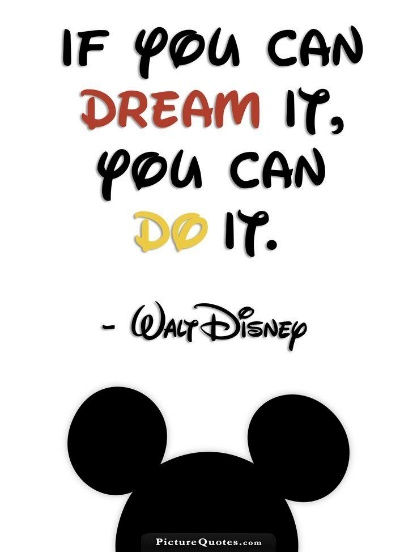 IF YOU CAN
DREAM IT,
YOU CAN
DO IT.
- WALT DISNEY
PictureQuotes.com